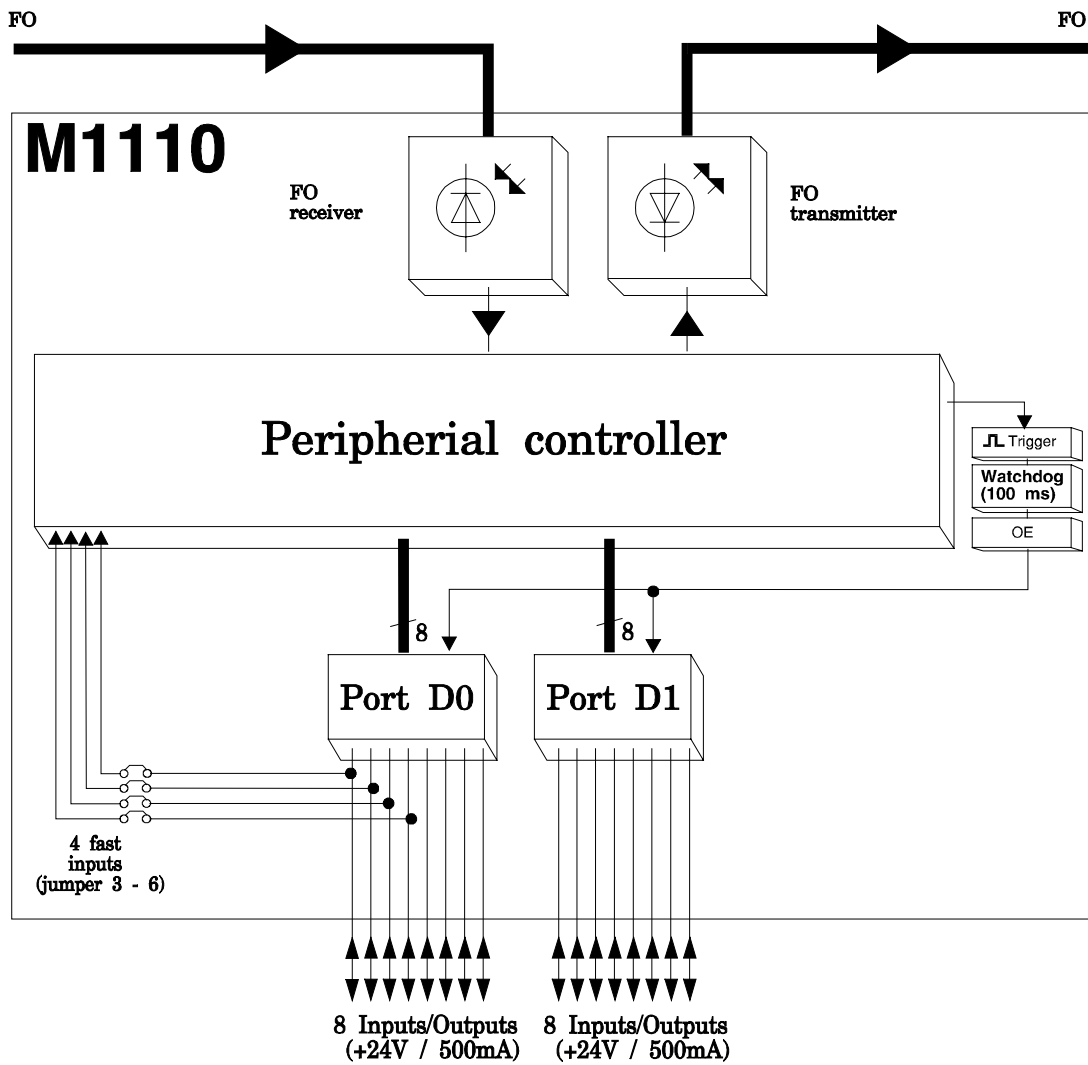 FO
FO
M1110
FO
receiver
FO
transmitter
Peripherial controller
Trigger
Watchdog
(100 ms)
OE
8
8
Port D0
Port D1
4 fast
inputs
(jumper 3 - 6)
8 Inputs/Outputs
(+24V / 500mA)
8 Inputs/Outputs
(+24V / 500mA)